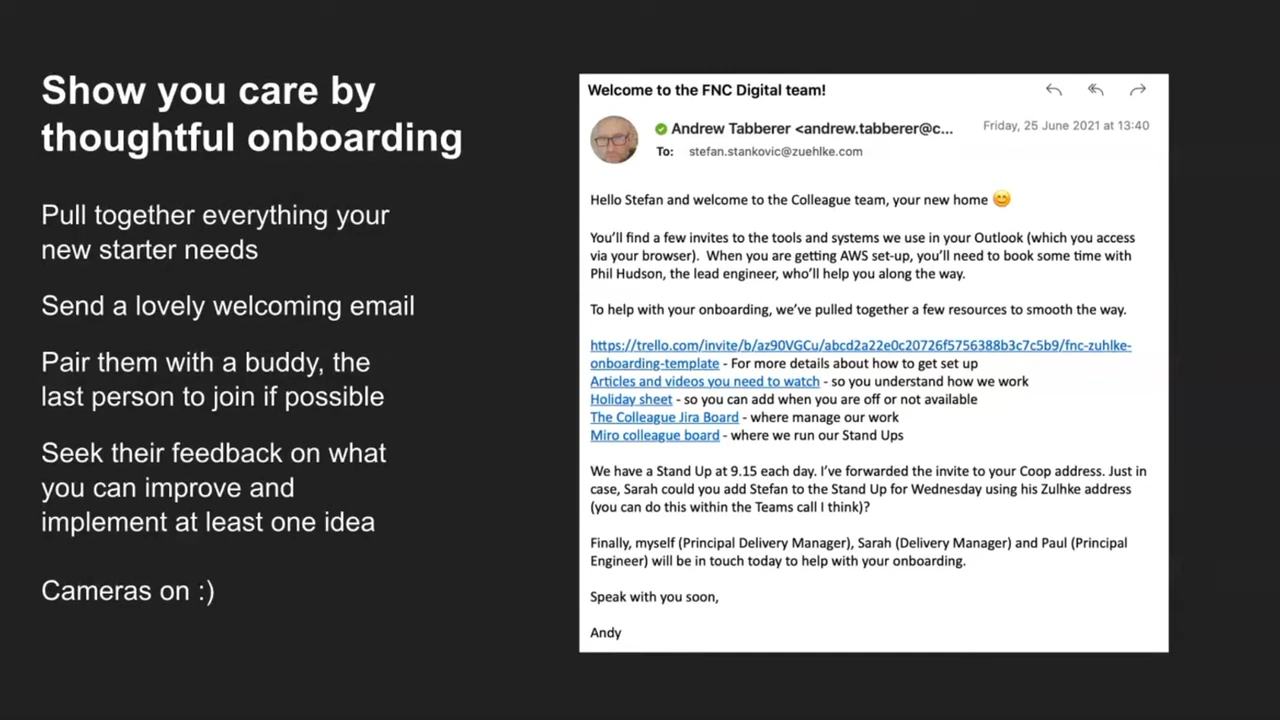 Show you care by
thoughtful onboarding
Pull together everything your
new starter needs
Send a lovely welcoming email
Pair them with a buddy, the
last person to join if possible
Seek their feedback on what
you can improve and
implement at least one idea
Cameras on :)
Welcome to the FNC Digital team!
Andrew Tabberer <andrew.tabberer@c...
Friday, 25 June 2021 at 13:40
To: stefan.stankovic@zuehlke.com
Hello Stefan and welcome to the Colleague team, your new home 😊
You'll find a few invites to the tools and systems we use in your Outlook (which you access
via your browser). When you are getting AWS set-up, you'll need to book some time with
Phil Hudson, the lead engineer, who'll help you along the way.
To help with your onboarding, we've pulled together a few resources to smooth the way.
https://trello.com/invite/b/az90VGCu/abcd2a22e0c20726f5756388b3c7c5b9/fnc-zuhlke-
onboarding-template - For more details about how to get set up
Articles and videos you need to watch - so you understand how we work
Holiday sheet - so you can add when you are off or not available
The Colleague Jira Board - where manage our work
Miro colleague board - where we run our Stand Ups
We have a Stand Up at 9.15 each day. I've forwarded the invite to your Coop address. Just in
case, Sarah could you add Stefan to the Stand Up for Wednesday using his Zulhke address
(you can do this within the Teams call I think)?
Finally, myself (Principal Delivery Manager), Sarah (Delivery Manager) and Paul (Principal
Engineer) will be in touch today to help with your onboarding.
Speak with you soon,
Andy